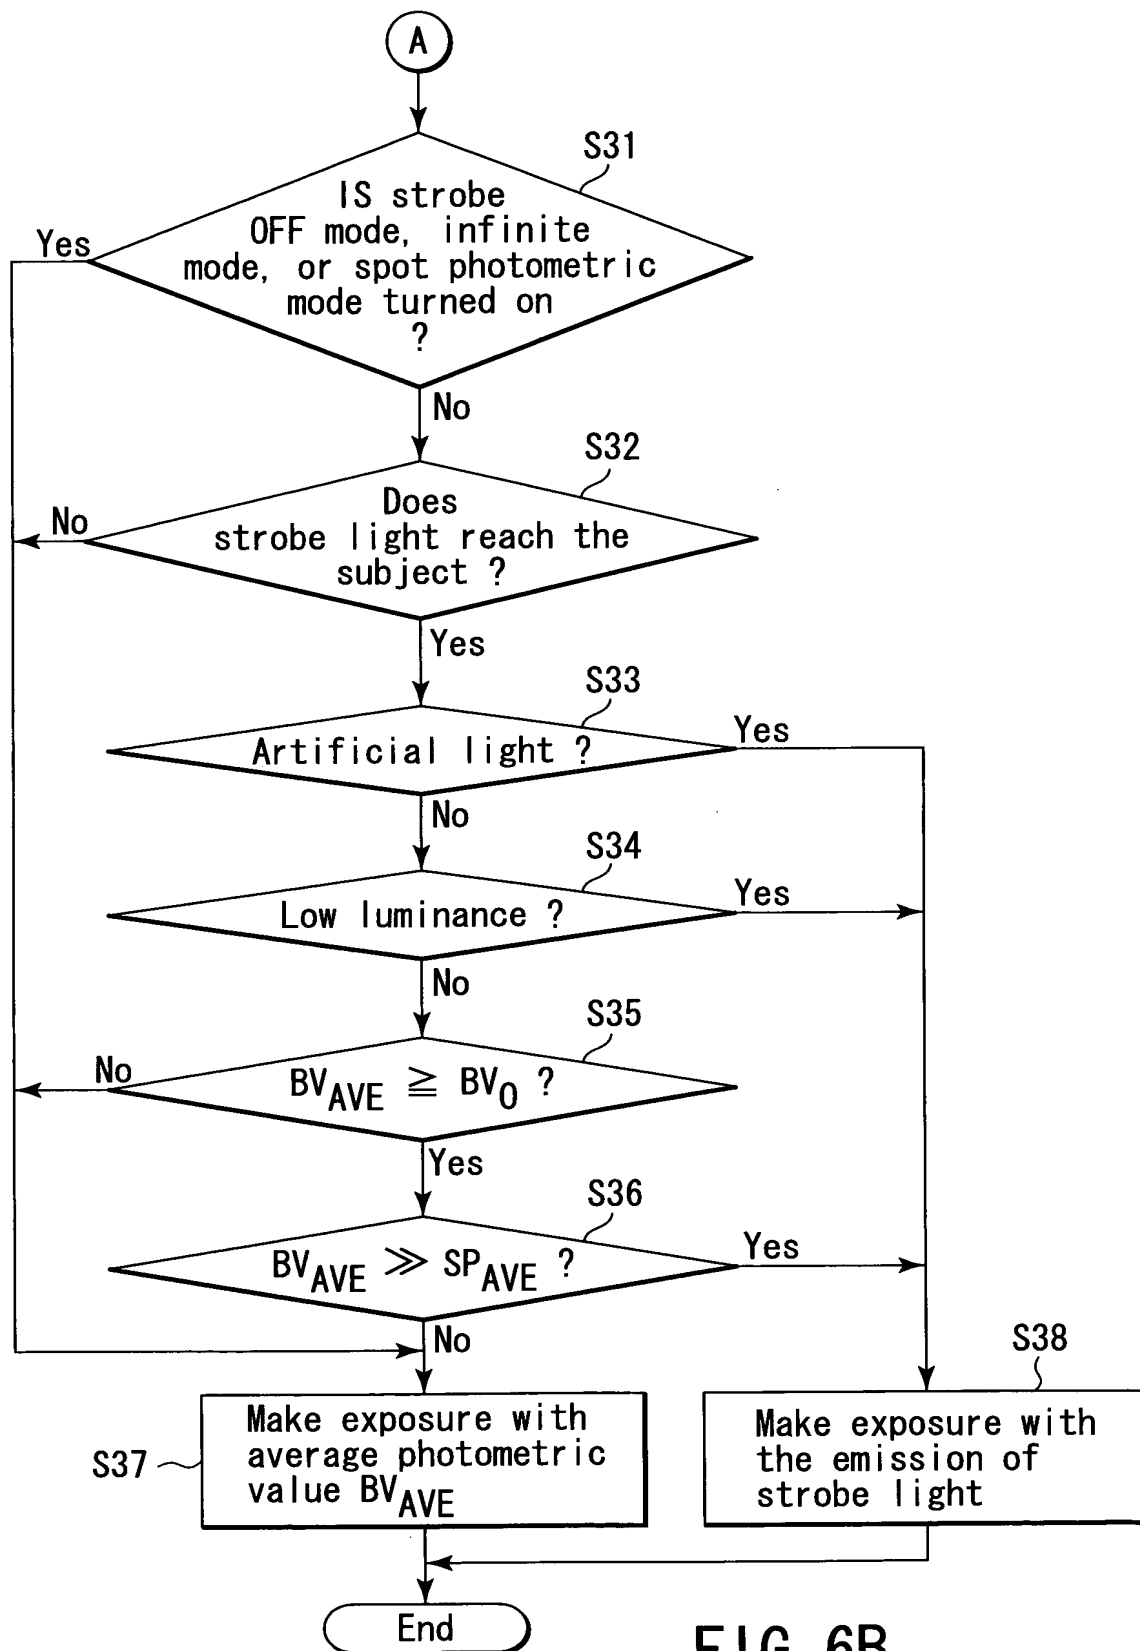 A
S31
IS strobe
OFF mode, infinite
mode, or spot photometric
mode turned on
?
Yes
No
S32
Does
strobe light reach the
subject ?
No
Yes
S33
Artificial light ?
Yes
No
S34
Low luminance ?
Yes
No
S35
BV_AVE ≧ BV_0 ?
No
Yes
S36
BV_AVE ≫ SP_AVE ?
Yes
No
S37
Make exposure with
average photometric
value BV_AVE
S38
Make exposure with
the emission of
strobe light
End
FIG. 6B